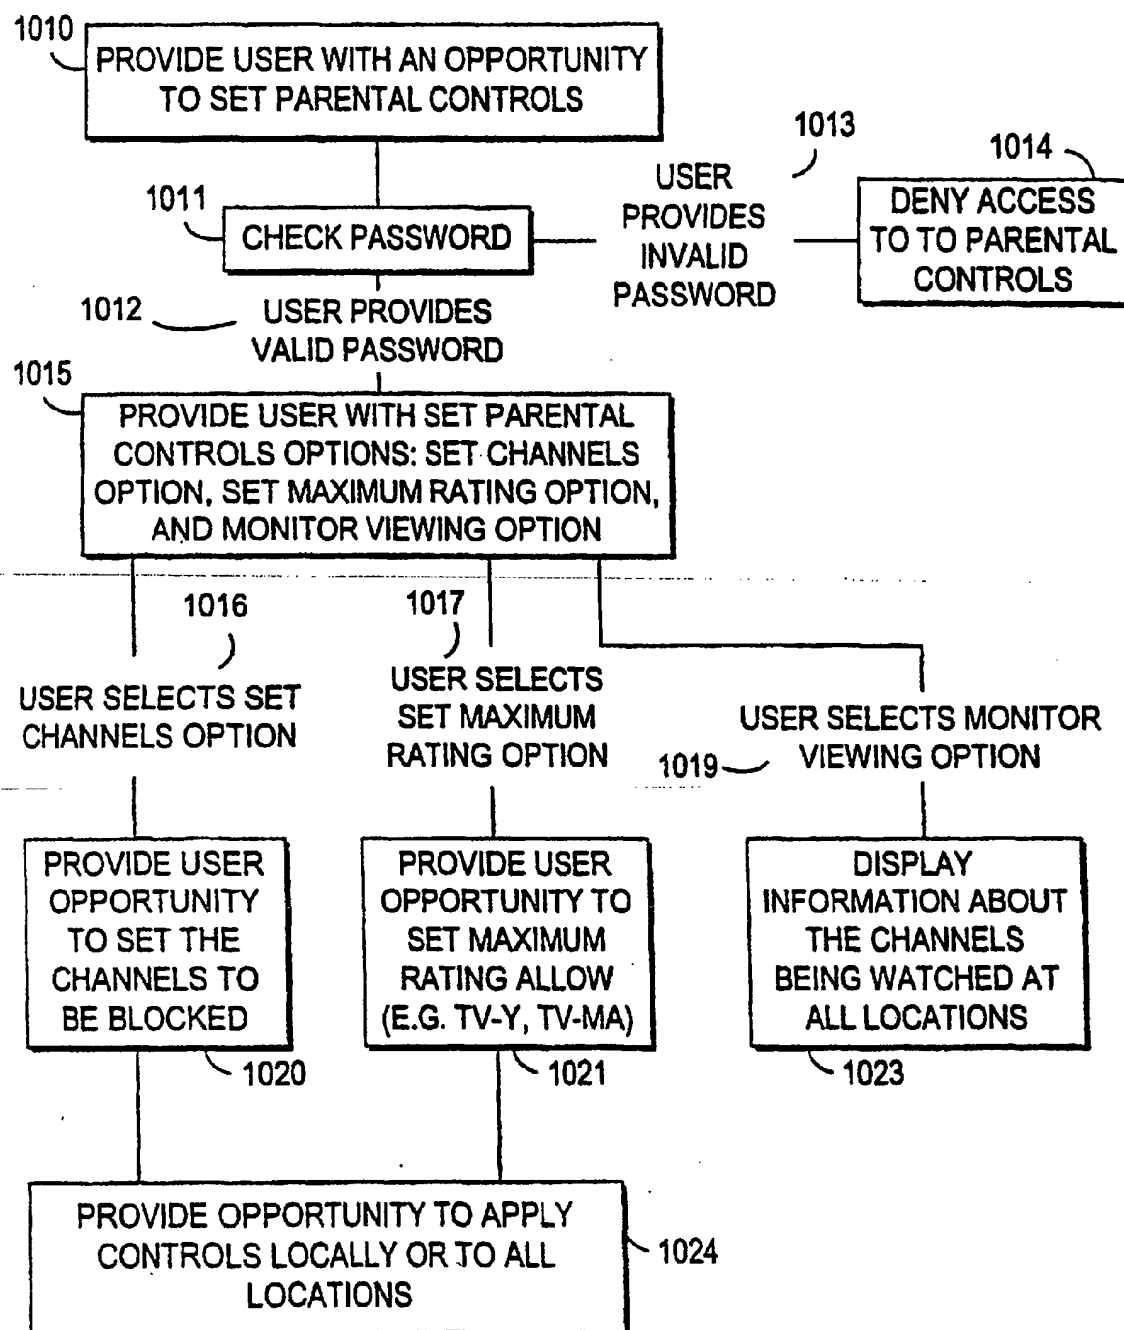 1010
PROVIDE USER WITH AN OPPORTUNITY
TO SET PARENTAL CONTROLS
1011
CHECK PASSWORD
1013
USER
PROVIDES
INVALID
PASSWORD
1014
DENY ACCESS
TO TO PARENTAL
CONTROLS
1012
USER PROVIDES
VALID PASSWORD
1015
PROVIDE USER WITH SET PARENTAL
CONTROLS OPTIONS: SET CHANNELS
OPTION, SET MAXIMUM RATING OPTION,
AND MONITOR VIEWING OPTION
1016
USER SELECTS SET
CHANNELS OPTION
1017
USER SELECTS
SET MAXIMUM
RATING OPTION
USER SELECTS MONITOR
VIEWING OPTION
1019
PROVIDE USER
OPPORTUNITY
TO SET THE
CHANNELS TO
BE BLOCKED
1020
PROVIDE USER
OPPORTUNITY TO
SET MAXIMUM
RATING ALLOW
(E.G. TV-Y, TV-MA)
1021
DISPLAY
INFORMATION ABOUT
THE CHANNELS
BEING WATCHED AT
ALL LOCATIONS
1023
PROVIDE OPPORTUNITY TO APPLY
CONTROLS LOCALLY OR TO ALL
LOCATIONS
1024